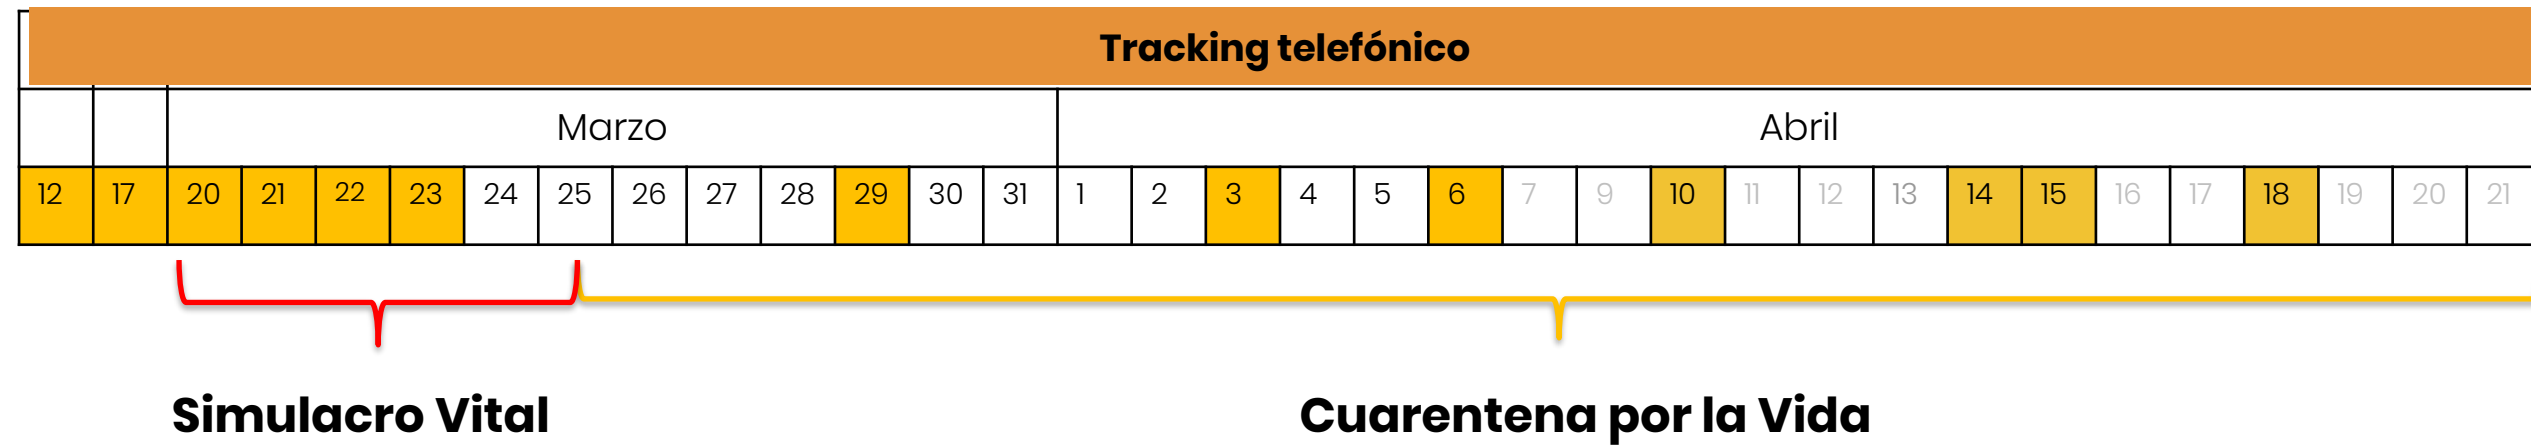 Tracking telefónico
Marzo Abril
12 17 20 21 22 23 24 25 26 27 28 29 30 31 1 2 3 4 5 6 7 9 10 11 12 13 14 15 16 17 18 19 20 21
Simulacro Vital Cuarentena por la Vida